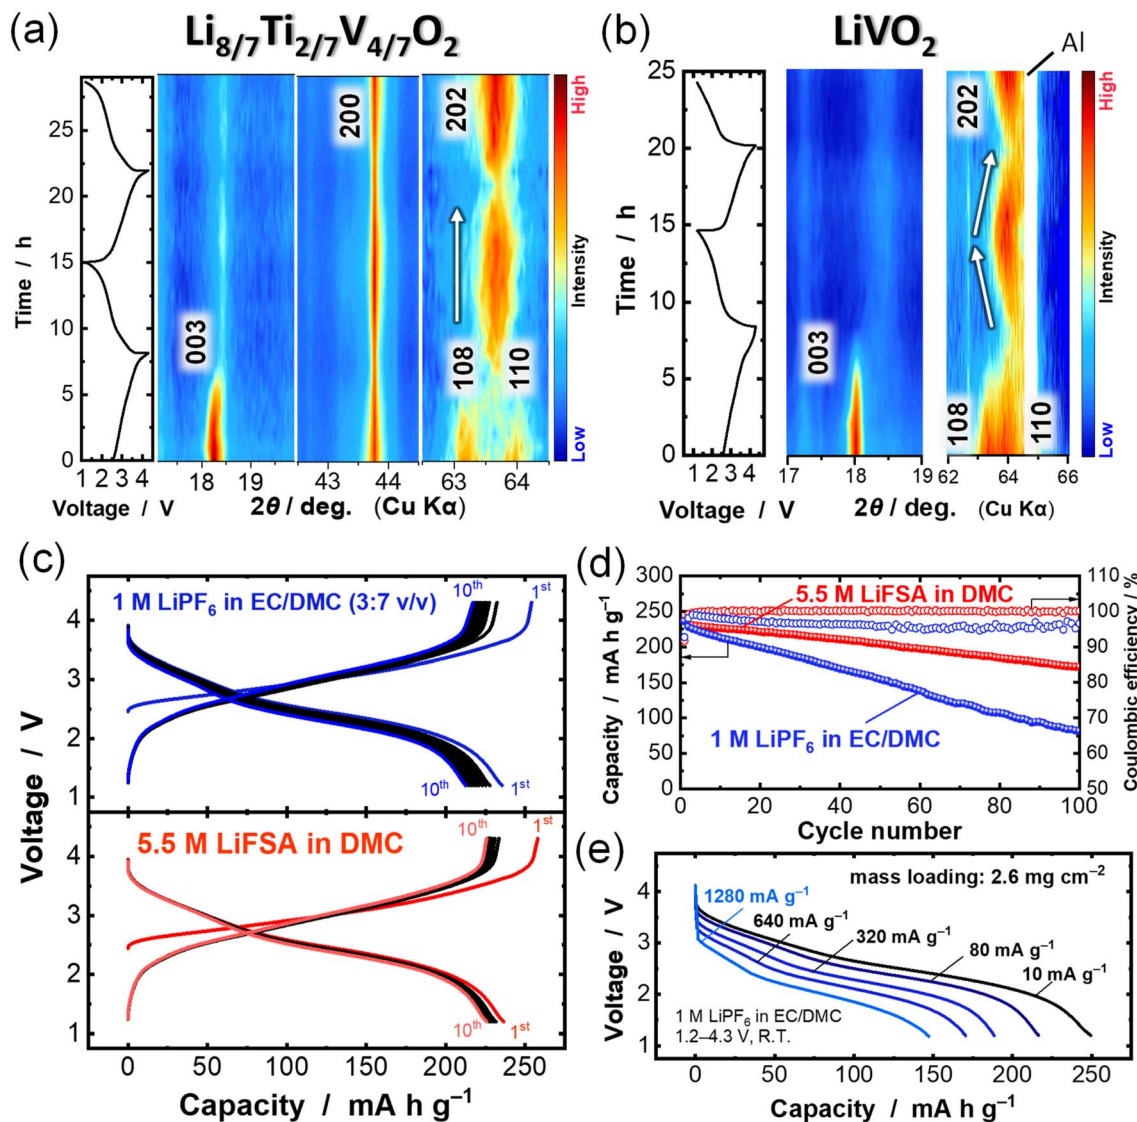 (a) Li8/7Ti2/7V4/7O2
003
200
202
108
110
25
20
15
10
5
0
Time / h
1 2 3 4
Voltage / V
18 19
43 44
63 64
2θ / deg. (Cu Kα)
High
Intensity
Low
(b) LiVO2
Al
003
202
108
110
25
20
15
10
5
0
Time / h
1 2 3 4
Voltage / V
17 18 19
62 64 66
2θ / deg. (Cu Kα)
High
Intensity
Low
(c)
1 M LiPF6 in EC/DMC (3:7 v/v)
10th
1st
10th
1st
4
3
2
1
5.5 M LiFSA in DMC
10th
1st
10th
1st
4
3
2
1
Voltage / V
0 50 100 150 200 250
Capacity / mA h g–1
(d)
5.5 M LiFSA in DMC
1 M LiPF6 in EC/DMC
300
250
200
150
100
50
0
Capacity / mA h g–1
110
100
90
80
70
60
50
Coulombic efficiency / %
0 20 40 60 80 100
Cycle number
(e)
mass loading: 2.6 mg cm–2
1280 mA g–1
640 mA g–1
320 mA g–1
80 mA g–1
10 mA g–1
1 M LiPF6 in EC/DMC
1.2–4.3 V, R.T.
4
3
2
1
Voltage / V
0 50 100 150 200 250
Capacity / mA h g–1